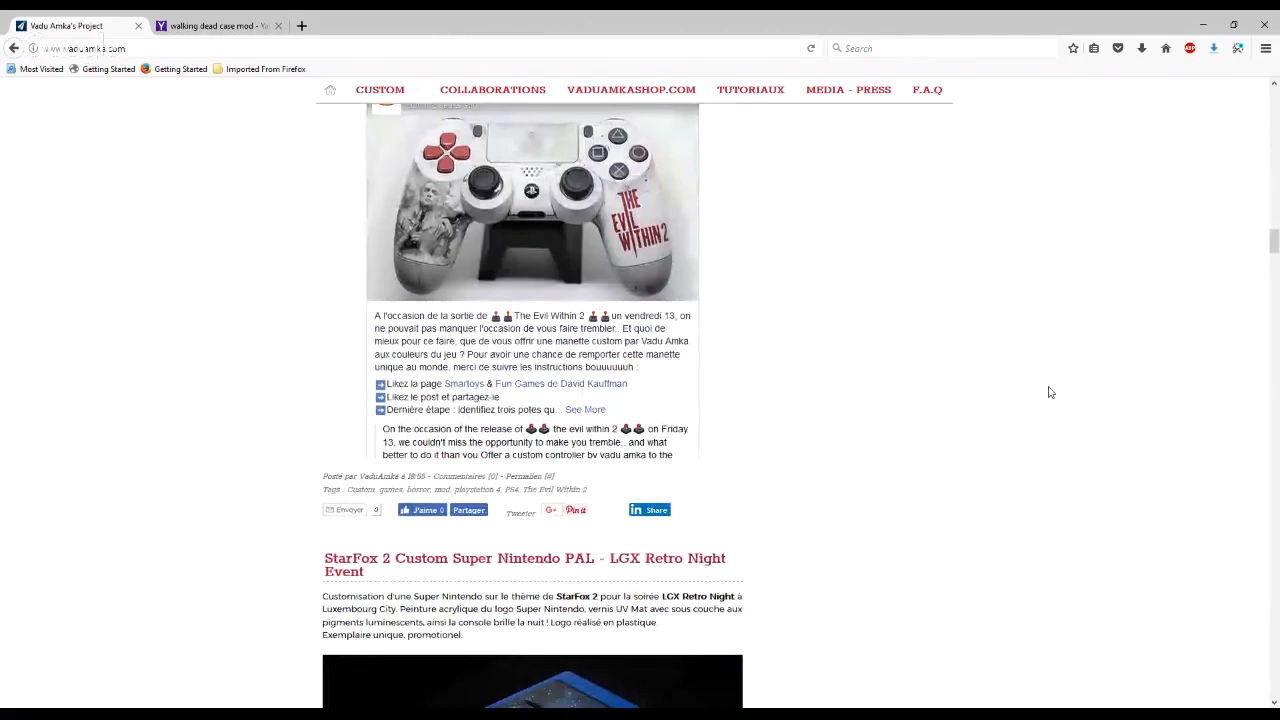 Vadu Amka's Project
walking dead case mod - Ya
www.vaduamka.com
Search
ABP
Most Visited
Getting Started
Getting Started
Imported From Firefox
CUSTOM
COLLABORATIONS
VADUAMKASHOP.COM
TUTORIAUX
MEDIA - PRESS
F.A.Q
THE
EVIL
WITHIN 2
A l'occasion de la sortie de 🕹️🕹️The Evil Within 2 🕹️🕹️un vendredi 13, on
ne pouvait pas manquer l'occasion de vous faire trembler.. Et quoi de
mieux pour ce faire, que de vous offrir une manette custom par Vadu Amka
aux couleurs du jeu ? Pour avoir une chance de remporter cette manette
unique au monde, merci de suivre les instructions bouuuuuuh :
➡️Likez la page Smartoys & Fun Games de David Kauffman
➡️Likez le post et partagez-le
➡️Dernière étape : identifiez trois potes qu... See More
On the occasion of the release of 🕹️🕹️ the evil within 2 🕹️🕹️ on Friday
13, we couldn't miss the opportunity to make you tremble.. and what
better to do it than you Offer a custom controller by vadu amka to the
Posté par VaduAmka à 18:55 - Commentaires [0] - Permalien [#]
Tags : Custom, games, horror, mod, playstation 4, PS4, The Evil Within 2
Envoyer 0
J'aime 0
Partager
Tweeter
G+
Pin it
in Share
StarFox 2 Custom Super Nintendo PAL - LGX Retro Night
Event
Customisation d'une Super Nintendo sur le thème de StarFox 2 pour la soirée LGX Retro Night à
Luxembourg City. Peinture acrylique du logo Super Nintendo, vernis UV Mat avec sous couche aux
pigments luminescents, ainsi la console brille la nuit ! Logo réalisé en plastique.
Exemplaire unique, promotionel.